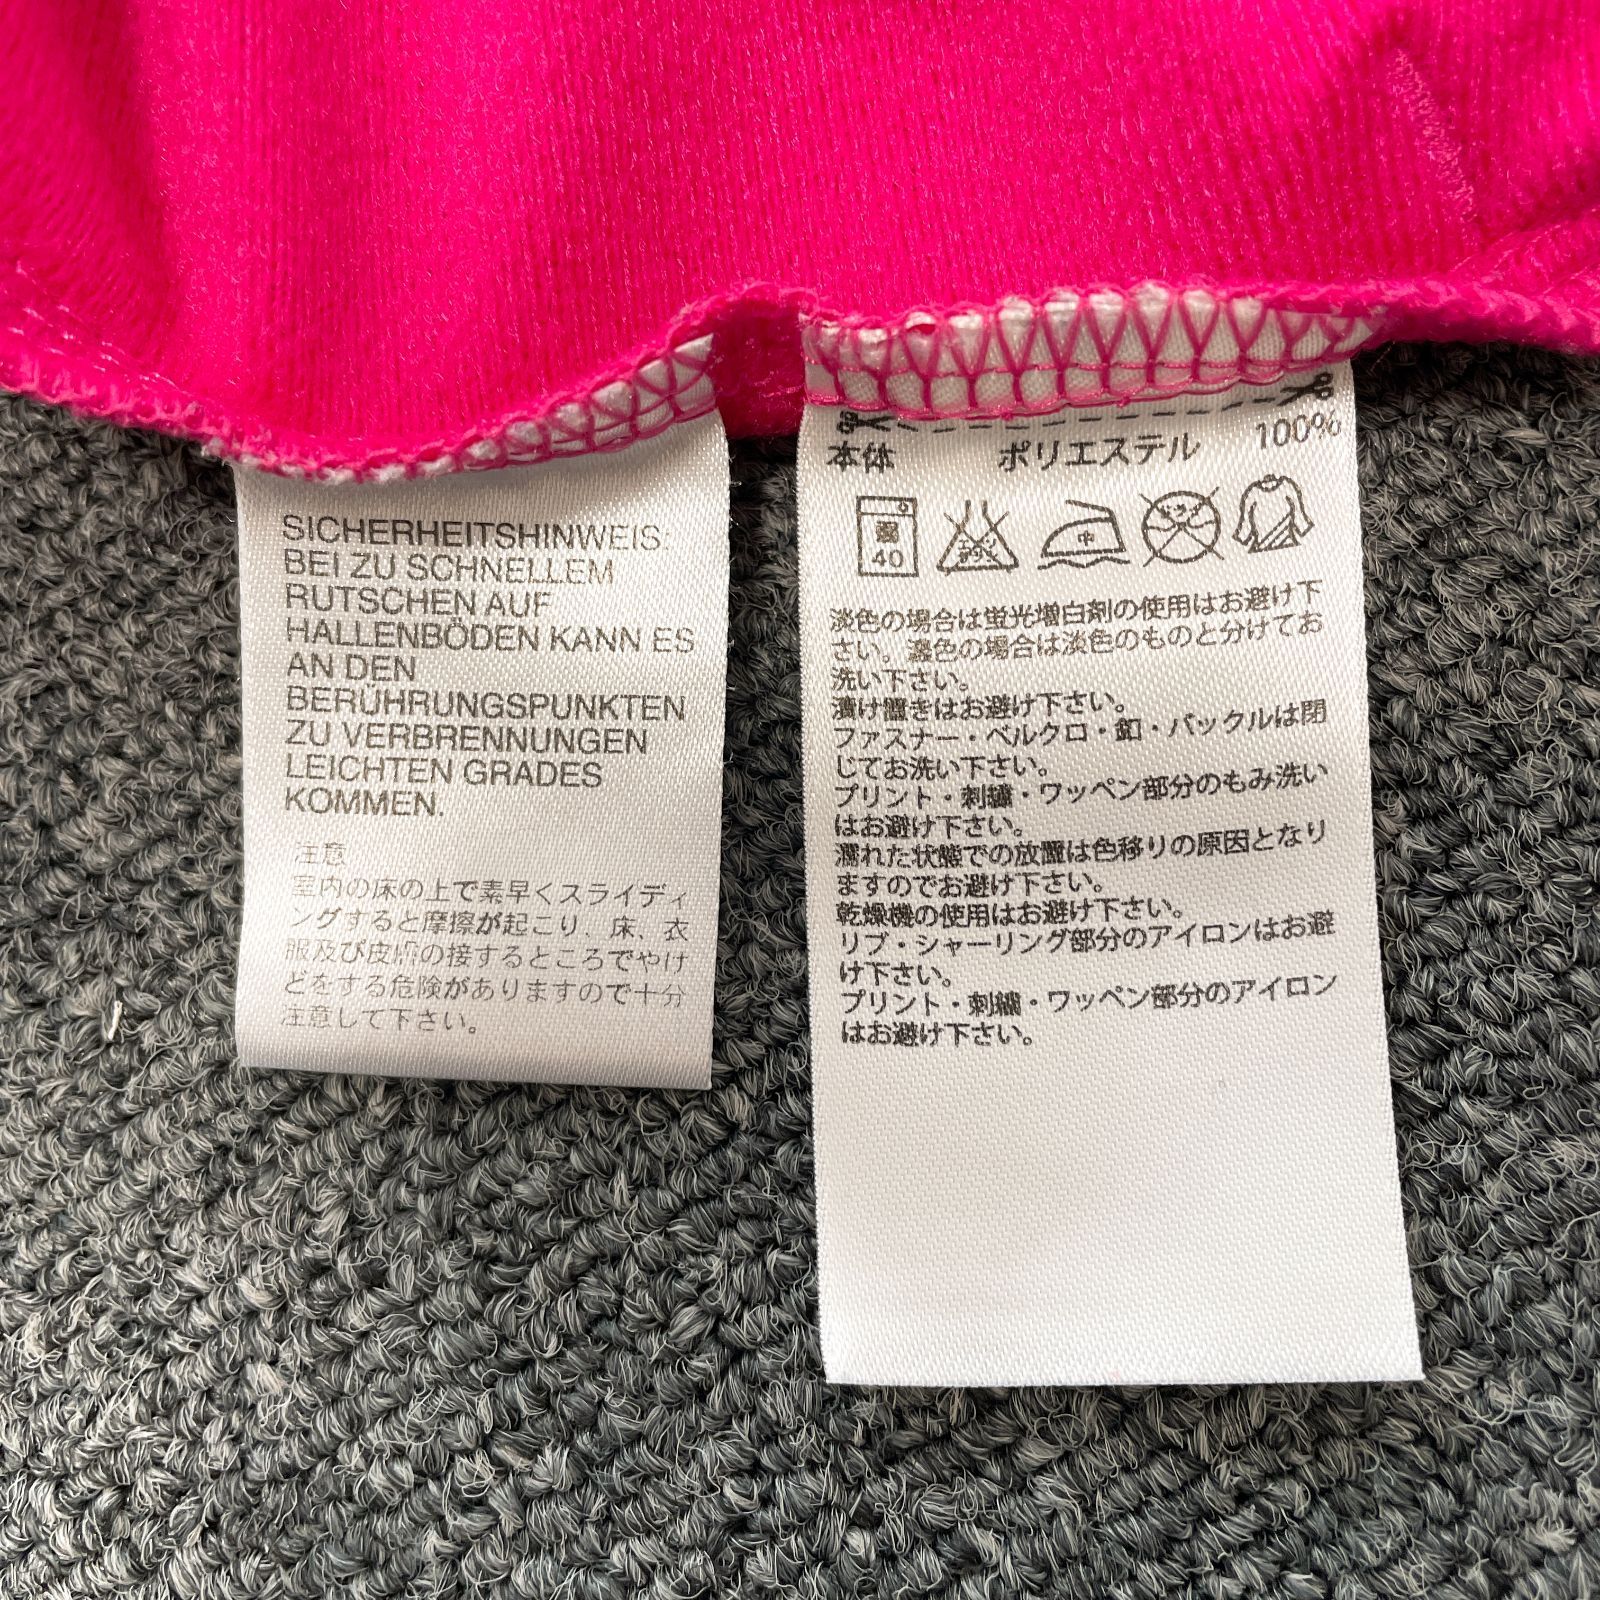 SICHERHEITSHINWEIS:
BEI ZU SCHNELLEM
RUTSCHEN AUF
HALLENBÖDEN KANN ES
AN DEN
BERÜHRUNGSPUNKTEN
ZU VERBRENNUNGEN
LEICHTEN GRADES
KOMMEN.
注意
室内の床の上で素早くスライディ
ングすると摩擦が起こり、床、衣
服及び皮膚の接するところでやけ
どをする危険がありますので十分
注意して下さい。
本体 ポリエステル 100%
40 エンソサラシ 中 ドライ
淡色の場合は蛍光増白剤の使用はお避け下
さい。濃色の場合は淡色のものと分けてお
洗い下さい。
漬け置きはお避け下さい。
ファスナー・ベルクロ・釦・バックルは閉
じてお洗い下さい。
プリント・刺繍・ワッペン部分のもみ洗い
はお避け下さい。
濡れた状態での放置は色移りの原因となり
ますのでお避け下さい。
乾燥機の使用はお避け下さい。
リブ・シャーリング部分のアイロンはお避
け下さい。
プリント・刺繍・ワッペン部分のアイロン
はお避け下さい。